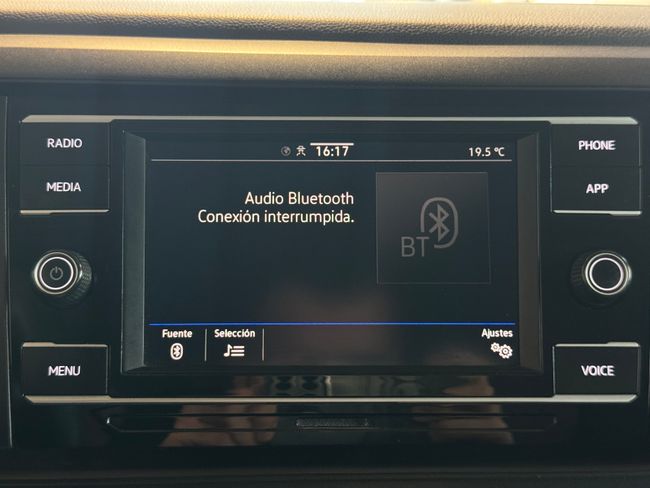 RADIO
MEDIA
MENU
16:17
19.5 °C
Audio Bluetooth
Conexión interrumpida.
BT
Fuente
Selección
Ajustes
PHONE
APP
VOICE